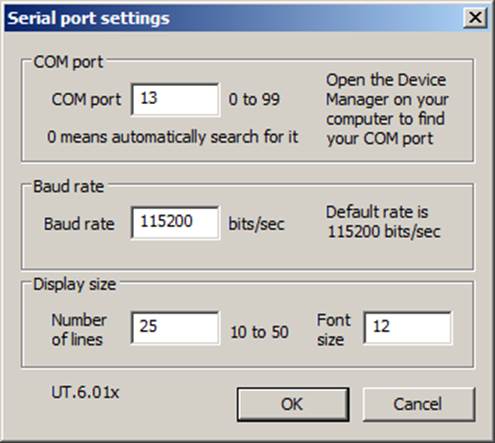 Serial port settings
COM port
COM port 13 0 to 99
0 means automatically search for it
Open the Device
Manager on your
computer to find
your COM port
Baud rate
Baud rate 115200 bits/sec
Default rate is
115200 bits/sec
Display size
Number
of lines
25
10 to 50
Font
size
12
UT.6.01x
OK
Cancel